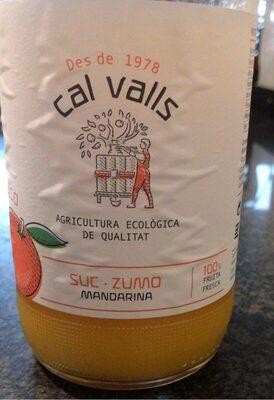 Des de 1978
cal valls
AGRICULTURA ECOLÒGICA
DE QUALITAT
SUC · ZUMO
MANDARINA
100%
FRUITA
FRESCA